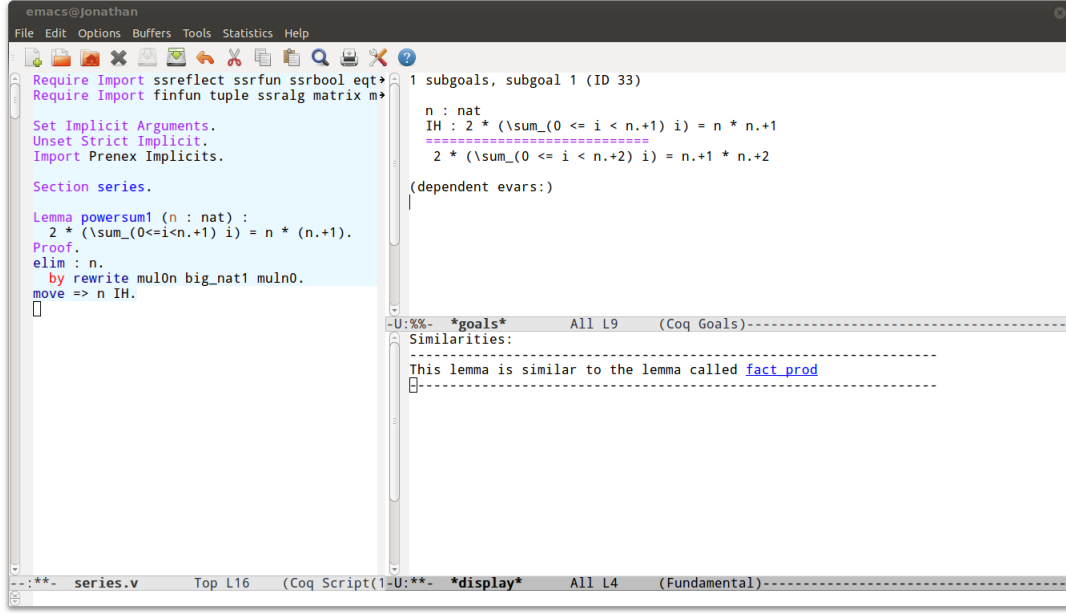 emacs@Jonathan
File Edit Options Buffers Tools Statistics Help
Require Import ssreflect ssrfun ssrbool eqt
Require Import finfun tuple ssralg matrix m
Set Implicit Arguments.
Unset Strict Implicit.
Import Prenex Implicits.
Section series.
Lemma powersum1 (n : nat) :
  2 * (\sum_(0<=i<n.+1) i) = n * (n.+1).
Proof.
elim : n.
  by rewrite mul0n big_nat1 muln0.
move => n IH.
--:**-  series.v       Top L16    (Coq Script(1
1 subgoals, subgoal 1 (ID 33)
  n : nat
  IH : 2 * (\sum_(0 <= i < n.+1) i) = n * n.+1
  ============================
   2 * (\sum_(0 <= i < n.+2) i) = n.+1 * n.+2
(dependent evars:)
-U:%%-  *goals*        All L9     (Coq Goals)----------------------------------------
Similarities:
------------------------------------------------------------------
This lemma is similar to the lemma called fact_prod
------------------------------------------------------------------
-U:**-  *display*      All L4     (Fundamental)--------------------------------------